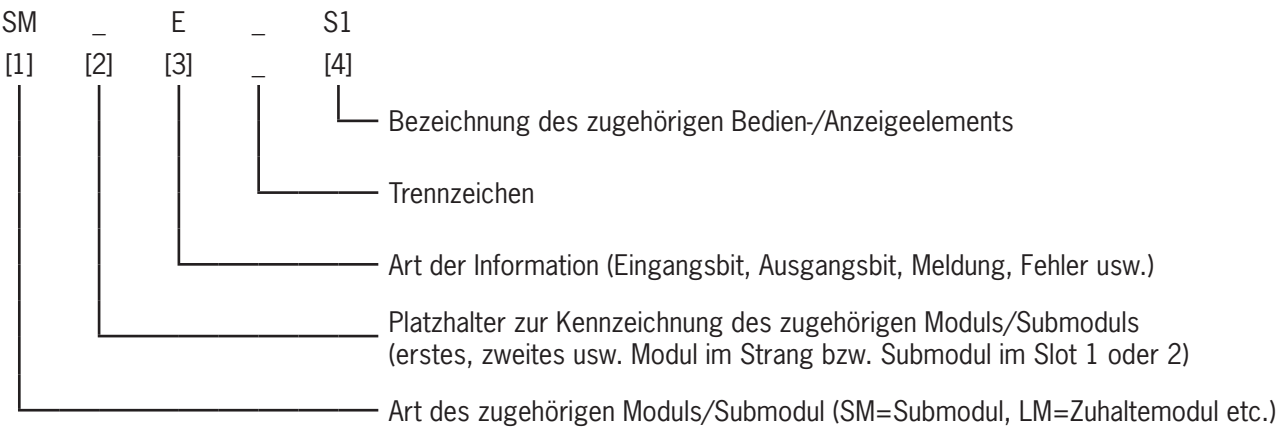 SM _ E _ S1
[1] [2] [3] _ [4]
Bezeichnung des zugehörigen Bedien-/Anzeigeelements
Trennzeichen
Art der Information (Eingangsbit, Ausgangsbit, Meldung, Fehler usw.)
Platzhalter zur Kennzeichnung des zugehörigen Moduls/Submoduls
(erstes, zweites usw. Modul im Strang bzw. Submodul im Slot 1 oder 2)
Art des zugehörigen Moduls/Submodul (SM=Submodul, LM=Zuhaltemodul etc.)